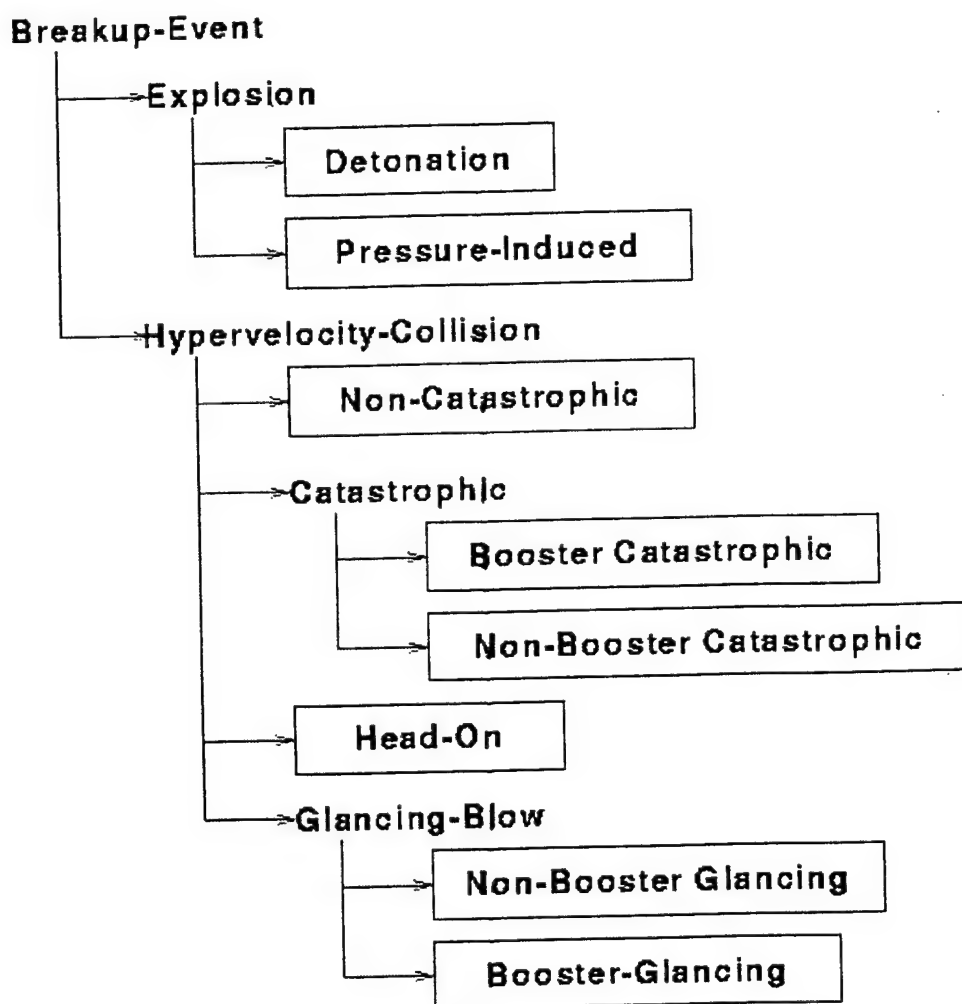 Breakup-Event
Explosion
Detonation
Pressure-Induced
Hypervelocity-Collision
Non-Catastrophic
Catastrophic
Booster Catastrophic
Non-Booster Catastrophic
Head-On
Glancing-Blow
Non-Booster Glancing
Booster-Glancing